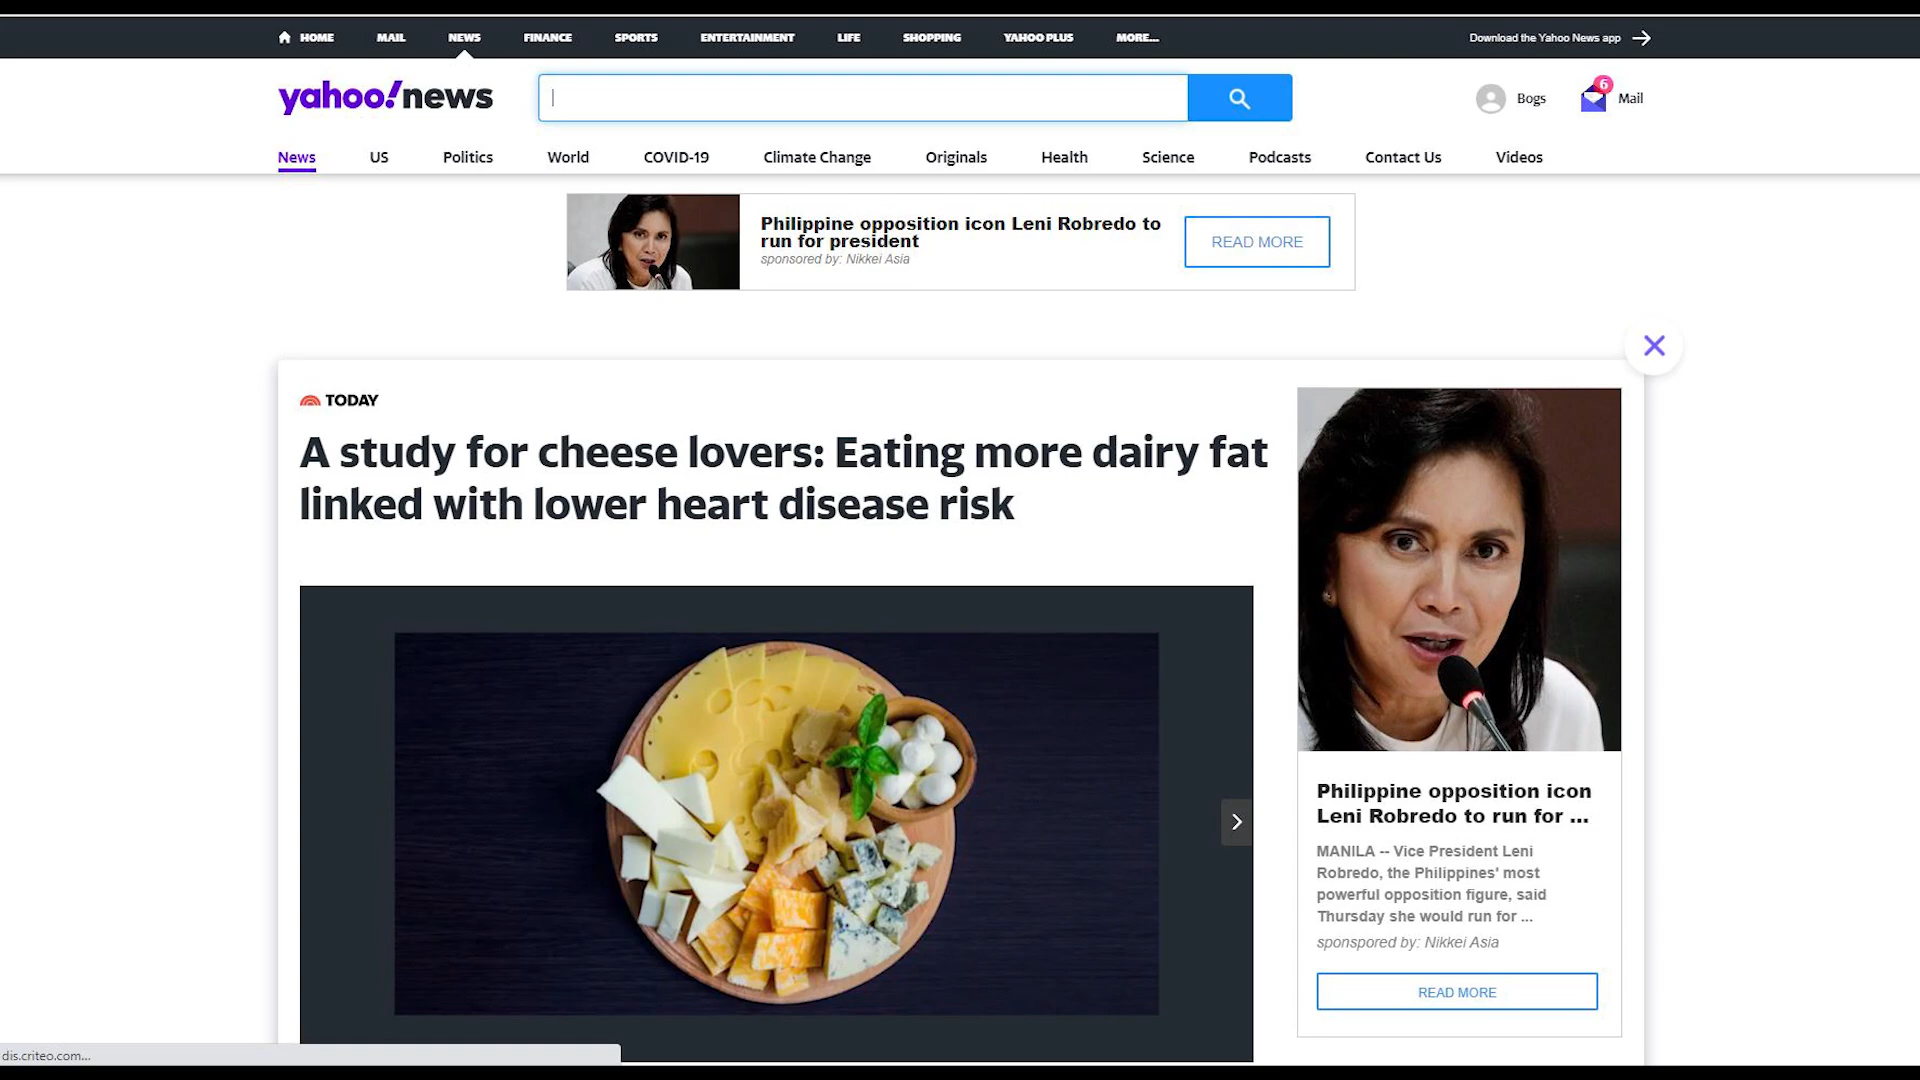 HOME MAIL NEWS FINANCE SPORTS ENTERTAINMENT LIFE SHOPPING YAHOO PLUS MORE... Download the Yahoo News app
yahoo!news
Bogs
6
Mail
News US Politics World COVID-19 Climate Change Originals Health Science Podcasts Contact Us Videos
Philippine opposition icon Leni Robredo to
run for president
sponsored by: Nikkei Asia
READ MORE
TODAY
A study for cheese lovers: Eating more dairy fat
linked with lower heart disease risk
Philippine opposition icon
Leni Robredo to run for ...
MANILA -- Vice President Leni
Robredo, the Philippines' most
powerful opposition figure, said
Thursday she would run for ...
sponspored by: Nikkei Asia
READ MORE
dis.criteo.com...